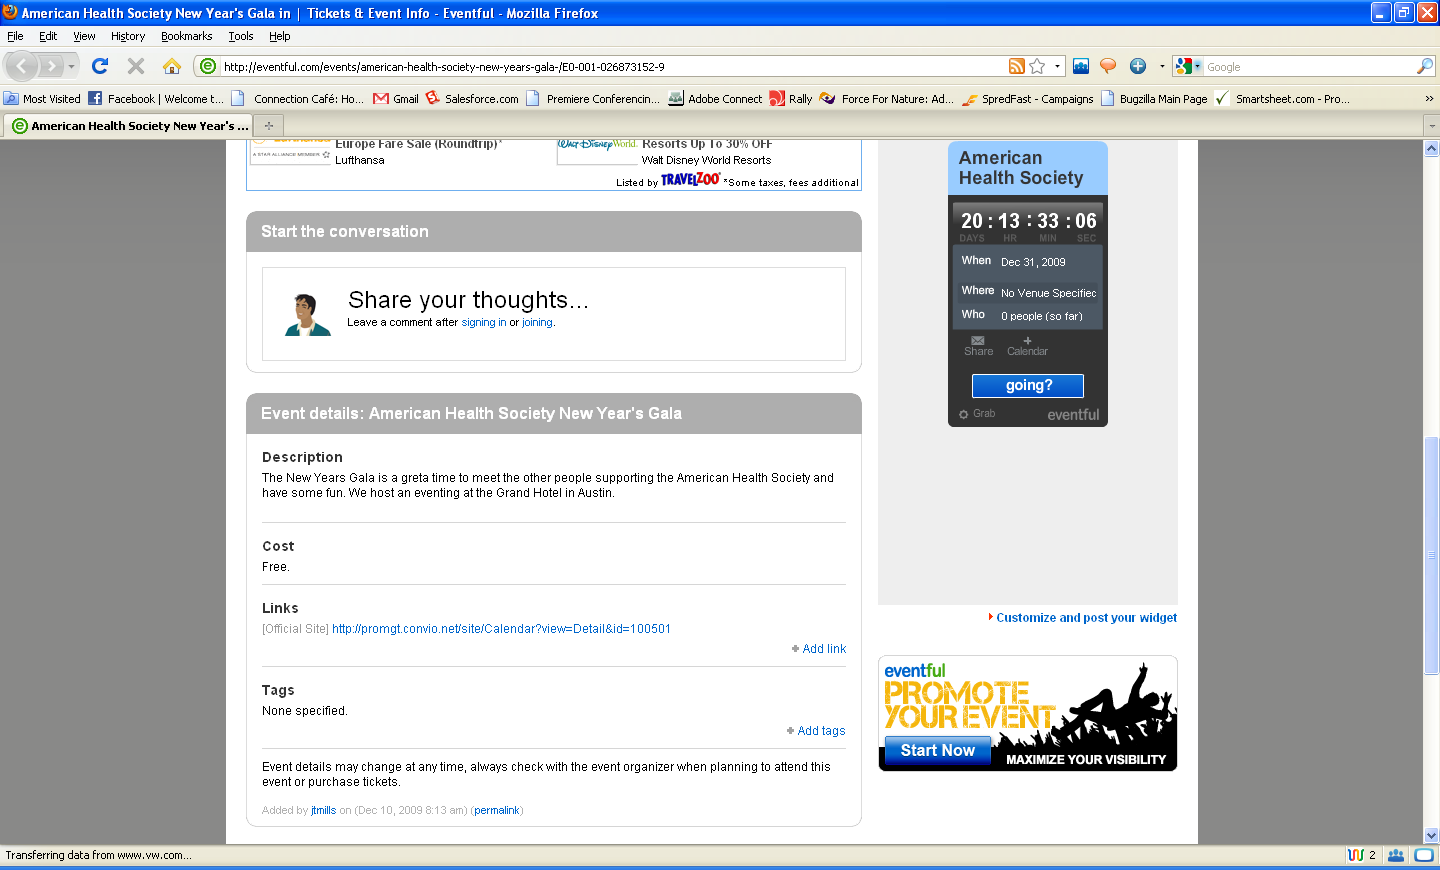 American Health Society New Year's Gala in | Tickets & Event Info - Eventful - Mozilla Firefox
File Edit View History Bookmarks Tools Help
http://eventful.com/events/american-health-society-new-years-gala-/E0-001-026873152-9
Google
Most Visited Facebook | Welcome t... Connection Café: Ho... Gmail Salesforce.com Premiere Conferencin... Adobe Connect Rally Force For Nature: Ad... SpredFast - Campaigns Bugzilla Main Page Smartsheet.com - Pro... »
American Health Society New Year's ...
A STAR ALLIANCE MEMBER
Europe Fare Sale (Roundtrip)*
Lufthansa
Walt Disney World.
Resorts Up To 30% OFF
Walt Disney World Resorts
Listed by TRAVELZOO *Some taxes, fees additional
Start the conversation
Share your thoughts...
Leave a comment after signing in or joining.
Event details: American Health Society New Year's Gala
Description
The New Years Gala is a greta time to meet the other people supporting the American Health Society and
have some fun. We host an eventing at the Grand Hotel in Austin.
Cost
Free.
Links
[Official Site] http://promgt.convio.net/site/Calendar?view=Detail&id=100501
Add link
Tags
None specified.
Add tags
Event details may change at any time, always check with the event organizer when planning to attend this
event or purchase tickets.
Added by jtmills on (Dec 10, 2009 8:13 am) (permalink)
American
Health Society
20 : 13 : 33 : 06
DAYS HR MIN SEC
When Dec 31, 2009
Where No Venue Specified
Who 0 people (so far)
Share Calendar
going?
Grab eventful
Customize and post your widget
eventful
PROMOTE
YOUR EVENT
Start Now
MAXIMIZE YOUR VISIBILITY
Transferring data from www.vw.com...
2